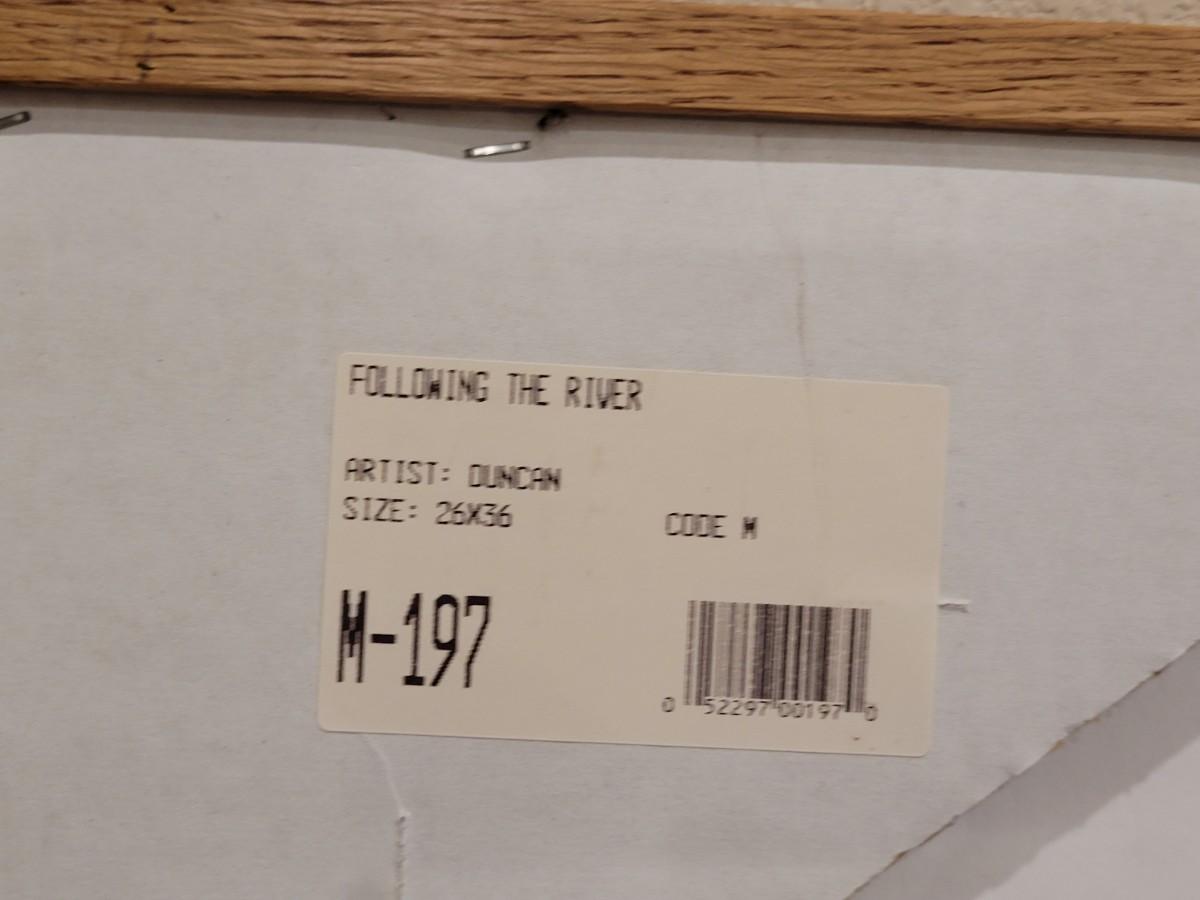 FOLLOWING THE RIVER
ARTIST: DUNCAN
SIZE: 26X36
CODE M
M-197
0 52297 00197 0